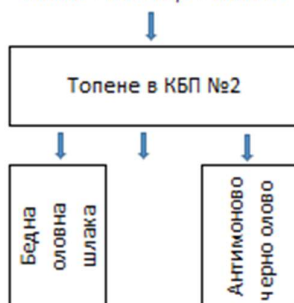 Топене в КБП №2
Бедна
оловна
шлака
Антимоново
черно олово